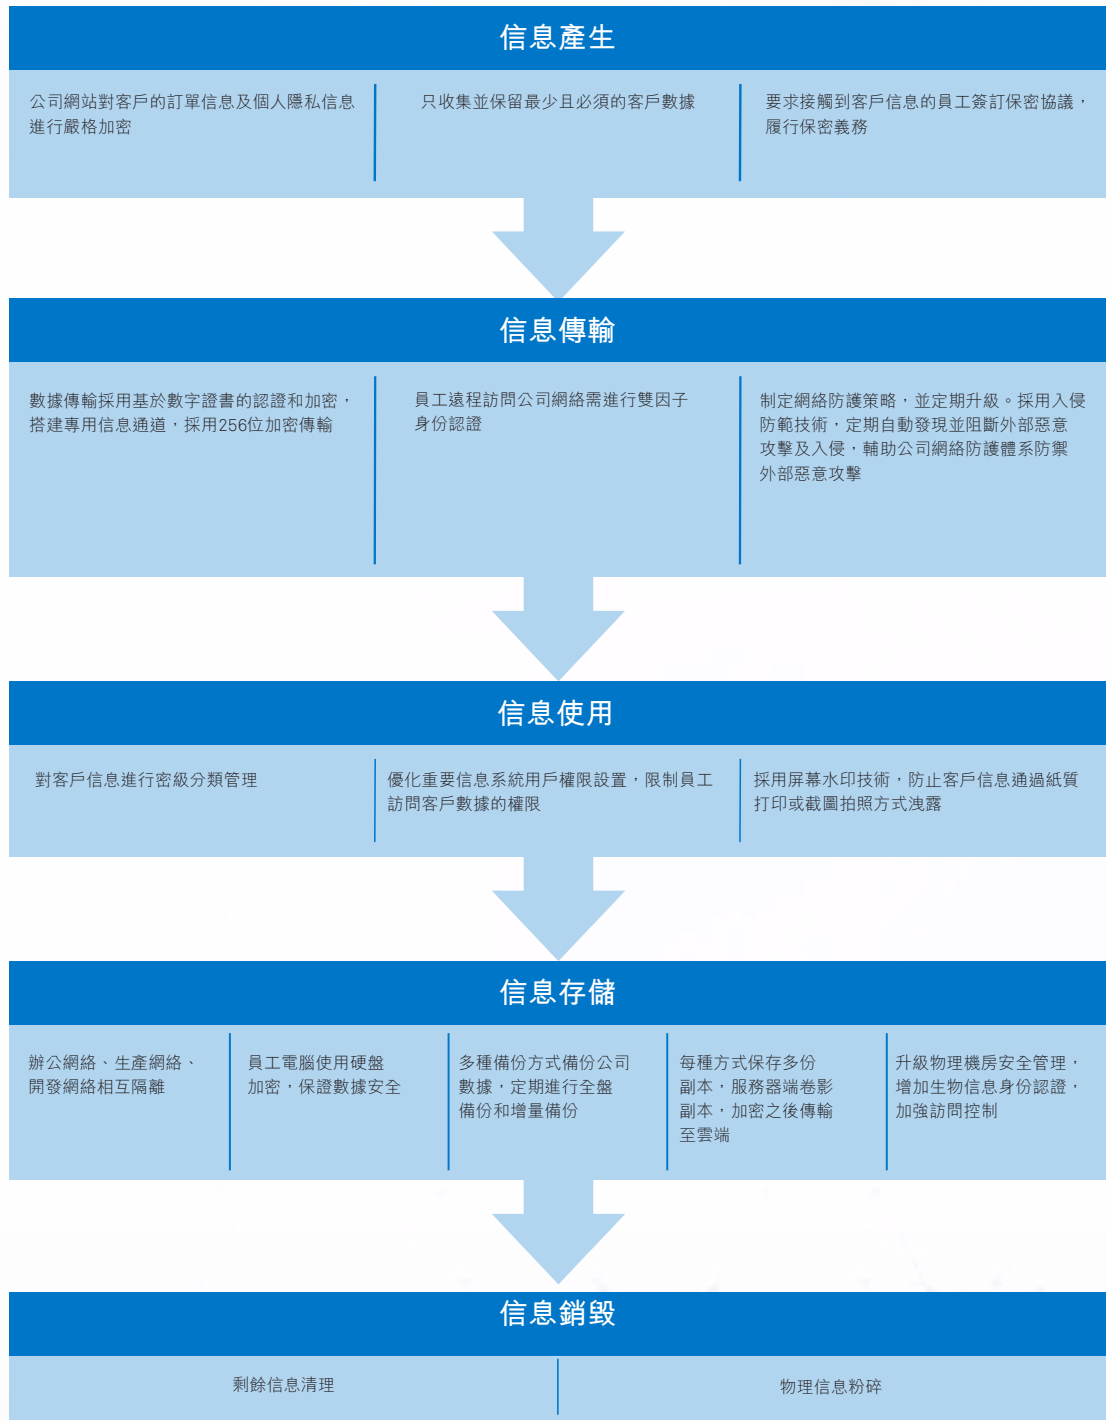 信息產生
公司網站對客戶的訂單信息及個人隱私信息
進行嚴格加密
只收集並保留最少且必須的客戶數據
要求接觸到客戶信息的員工簽訂保密協議，
履行保密義務
信息傳輸
數據傳輸採用基於數字證書的認證和加密，
搭建專用信息通道，採用256位加密傳輸
員工遠程訪問公司網絡需進行雙因子
身份認證
制定網絡防護策略，並定期升級。採用入侵
防範技術，定期自動發現並阻斷外部惡意
攻擊及入侵，輔助公司網絡防護體系防禦
外部惡意攻擊
信息使用
對客戶信息進行密級分類管理
優化重要信息系統用戶權限設置，限制員工
訪問客戶數據的權限
採用屏幕水印技術，防止客戶信息通過紙質
打印或截圖拍照方式洩露
信息存儲
辦公網絡、生產網絡、
開發網絡相互隔離
員工電腦使用硬盤
加密，保證數據安全
多種備份方式備份公司
數據，定期進行全盤
備份和增量備份
每種方式保存多份
副本，服務器端卷影
副本，加密之後傳輸
至雲端
升級物理機房安全管理，
增加生物信息身份認證，
加強訪問控制
信息銷毀
剩餘信息清理
物理信息粉碎